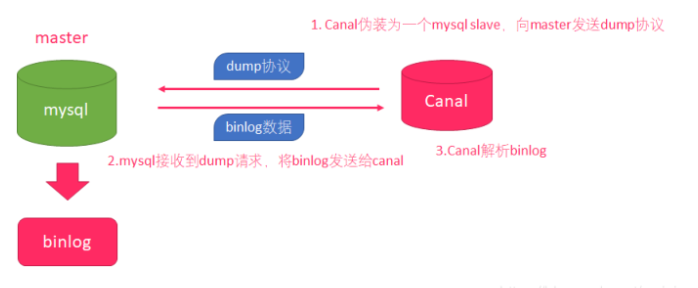 1. Canal伪装为一个mysql slave，向master发送dump协议
master
dump协议
mysql
Canal
binlog数据
2.mysql接收到dump请求，将binlog发送给canal
3.Canal解析binlog
binlog